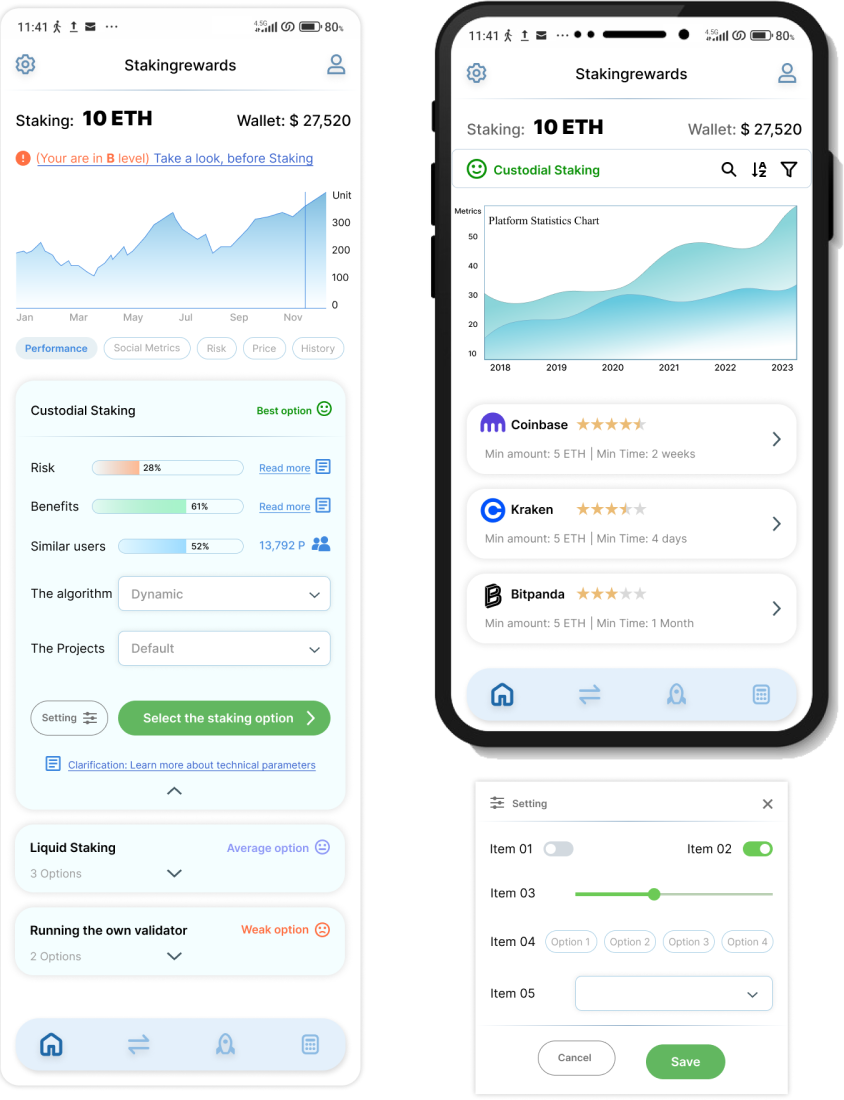 11:41 ... 4.5G 80%
Stakingrewards
Staking: 10 ETH Wallet: $ 27,520
(Your are in B level) Take a look, before Staking
Unit
300
200
100
0
Jan Mar May Jul Sep Nov
Performance Social Metrics Risk Price History
Custodial Staking Best option
Risk 28% Read more
Benefits 61% Read more
Similar users 52% 13,792 P
The algorithm Dynamic
The Projects Default
Setting Select the staking option
Clarification: Learn more about technical parameters
Liquid Staking Average option
3 Options
Running the own validator Weak option
2 Options
11:41 ... 4.5G 80%
Stakingrewards
Staking: 10 ETH Wallet: $ 27,520
Custodial Staking
Metrics
Platform Statistics Chart
50
40
30
20
10
2018 2019 2020 2021 2022 2023
Coinbase
Min amount: 5 ETH | Min Time: 2 weeks
Kraken
Min amount: 5 ETH | Min Time: 4 days
Bitpanda
Min amount: 5 ETH | Min Time: 1 Month
Setting
Item 01 Item 02
Item 03
Item 04 Option 1 Option 2 Option 3 Option 4
Item 05
Cancel Save